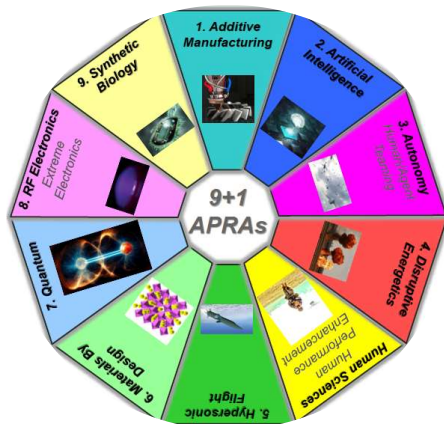 1. Additive
Manufacturing
2. Artificial
Intelligence
3. Autonomy
Human-Agent
Teaming
4. Disruptive
Energetics
Human Sciences
Human
Performance
Enhancement
5. Hypersonic
Flight
6. Materials By
Design
7. Quantum
8. RF Electronics
Extreme
Electronics
9. Synthetic
Biology
9+1
APRAs